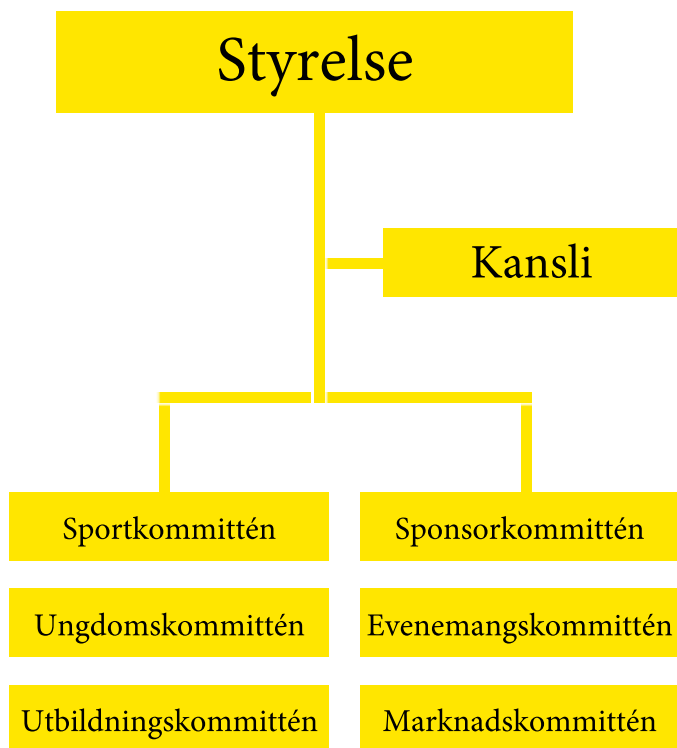 Styrelse
Kansli
Sportkommittén
Sponsorkommittén
Ungdomskommittén
Evenemangskommittén
Utbildningskommittén
Marknadskommittén